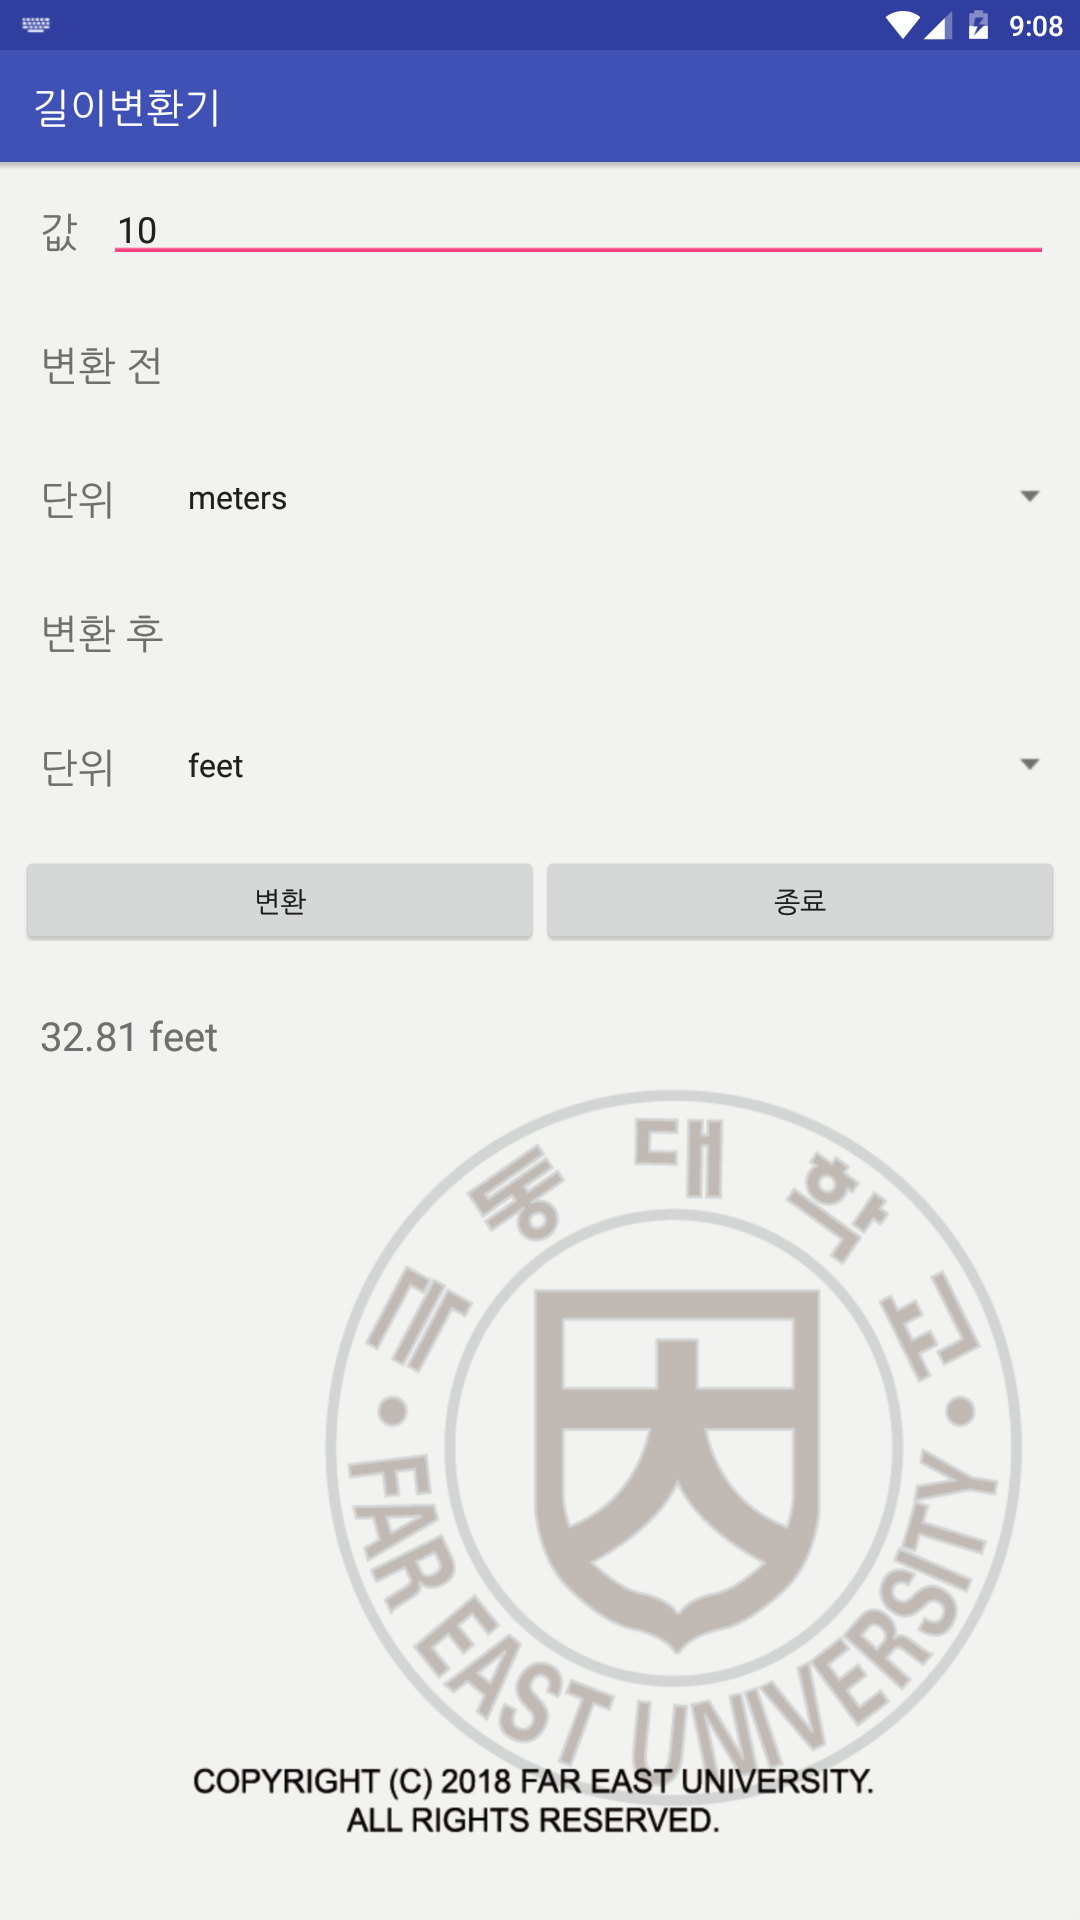 9:08
길이변환기
값 10
변환 전
단위 meters
변환 후
단위 feet
변환 종료
32.81 feet
극동대학교
FAR EAST UNIVERSITY
COPYRIGHT (C) 2018 FAR EAST UNIVERSITY.
ALL RIGHTS RESERVED.